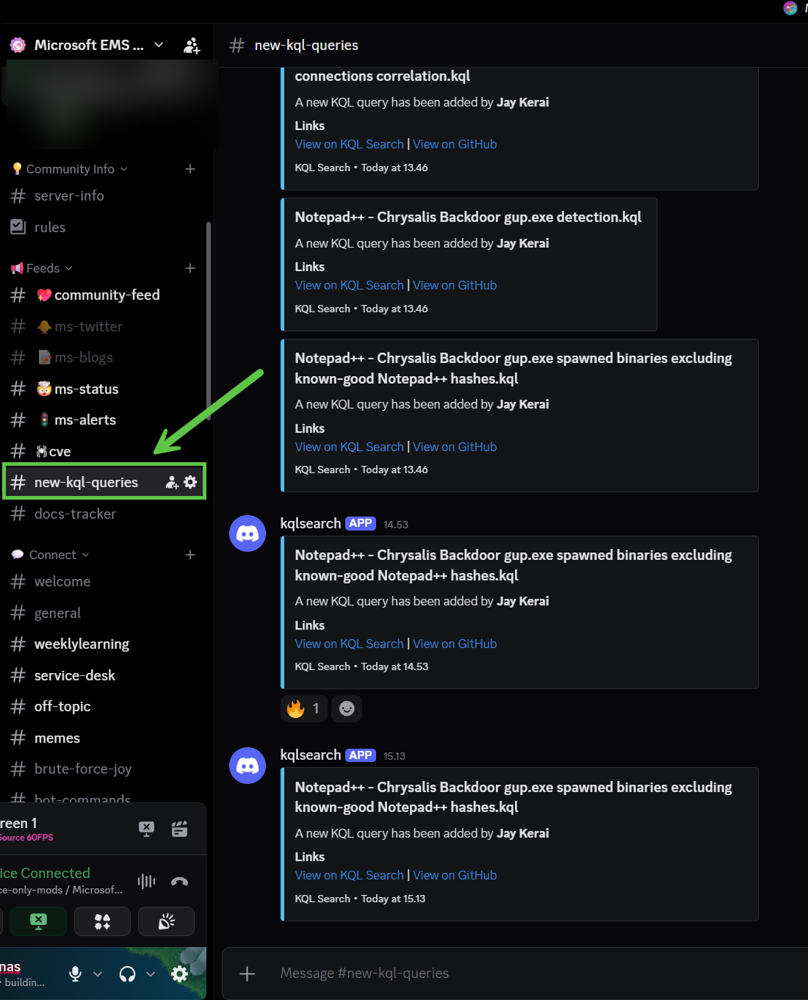 Microsoft EMS ...
new-kql-queries
Community Info
server-info
rules
Feeds
community-feed
ms-twitter
ms-blogs
ms-status
ms-alerts
cve
new-kql-queries
docs-tracker
Connect
welcome
general
weeklylearning
service-desk
off-topic
memes
brute-force-joy
bot-commands
reen 1
Source 60FPS
ice Connected
ce-only-mods / Microsof...
nas
buildin...
connections correlation.kql
A new KQL query has been added by Jay Kerai
Links
View on KQL Search | View on GitHub
KQL Search • Today at 13.46
Notepad++ - Chrysalis Backdoor gup.exe detection.kql
A new KQL query has been added by Jay Kerai
Links
View on KQL Search | View on GitHub
KQL Search • Today at 13.46
Notepad++ - Chrysalis Backdoor gup.exe spawned binaries excluding
known-good Notepad++ hashes.kql
A new KQL query has been added by Jay Kerai
Links
View on KQL Search | View on GitHub
KQL Search • Today at 13.46
kqlsearch APP 14.53
Notepad++ - Chrysalis Backdoor gup.exe spawned binaries excluding
known-good Notepad++ hashes.kql
A new KQL query has been added by Jay Kerai
Links
View on KQL Search | View on GitHub
KQL Search • Today at 14.53
1
kqlsearch APP 15.13
Notepad++ - Chrysalis Backdoor gup.exe spawned binaries excluding
known-good Notepad++ hashes.kql
A new KQL query has been added by Jay Kerai
Links
View on KQL Search | View on GitHub
KQL Search • Today at 15.13
Message #new-kql-queries